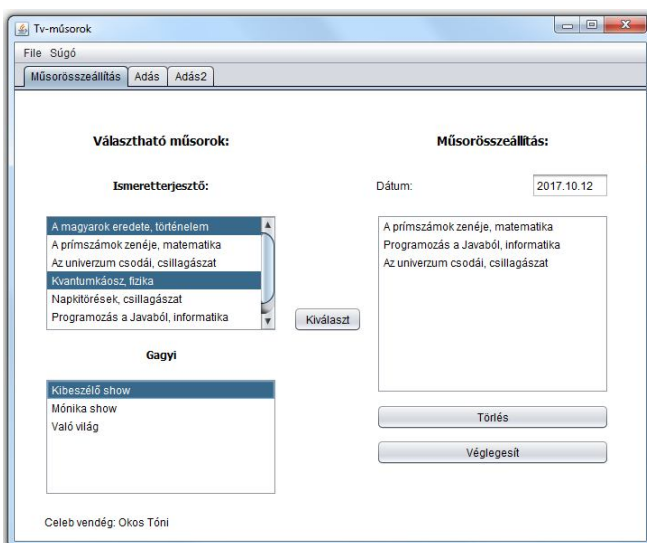 Tv-műsorok
File Súgó
Műsorösszeállítás Adás Adás2
Választható műsorok:
Ismeretterjesztő:
A magyarok eredete, történelem
A prímszámok zenéje, matematika
Az univerzum csodái, csillagászat
Kvantumkáosz, fizika
Napkitörések, csillagászat
Programozás a Javaból, informatika
Gagyi
Kibeszélő show
Mónika show
Való világ
Celeb vendég: Okos Tóni
Kiválaszt
Műsorösszeállítás:
Dátum: 2017.10.12
A prímszámok zenéje, matematika
Programozás a Javaból, informatika
Az univerzum csodái, csillagászat
Törlés
Véglegesít